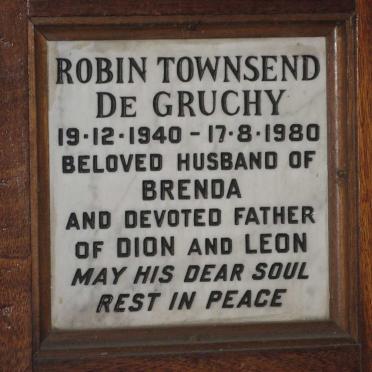 ROBIN TOWNSEND
DE GRUCHY
19·12·1940 - 17·8·1980
BELOVED HUSBAND OF
BRENDA
AND DEVOTED FATHER
OF DION AND LEON
MAY HIS DEAR SOUL
REST IN PEACE